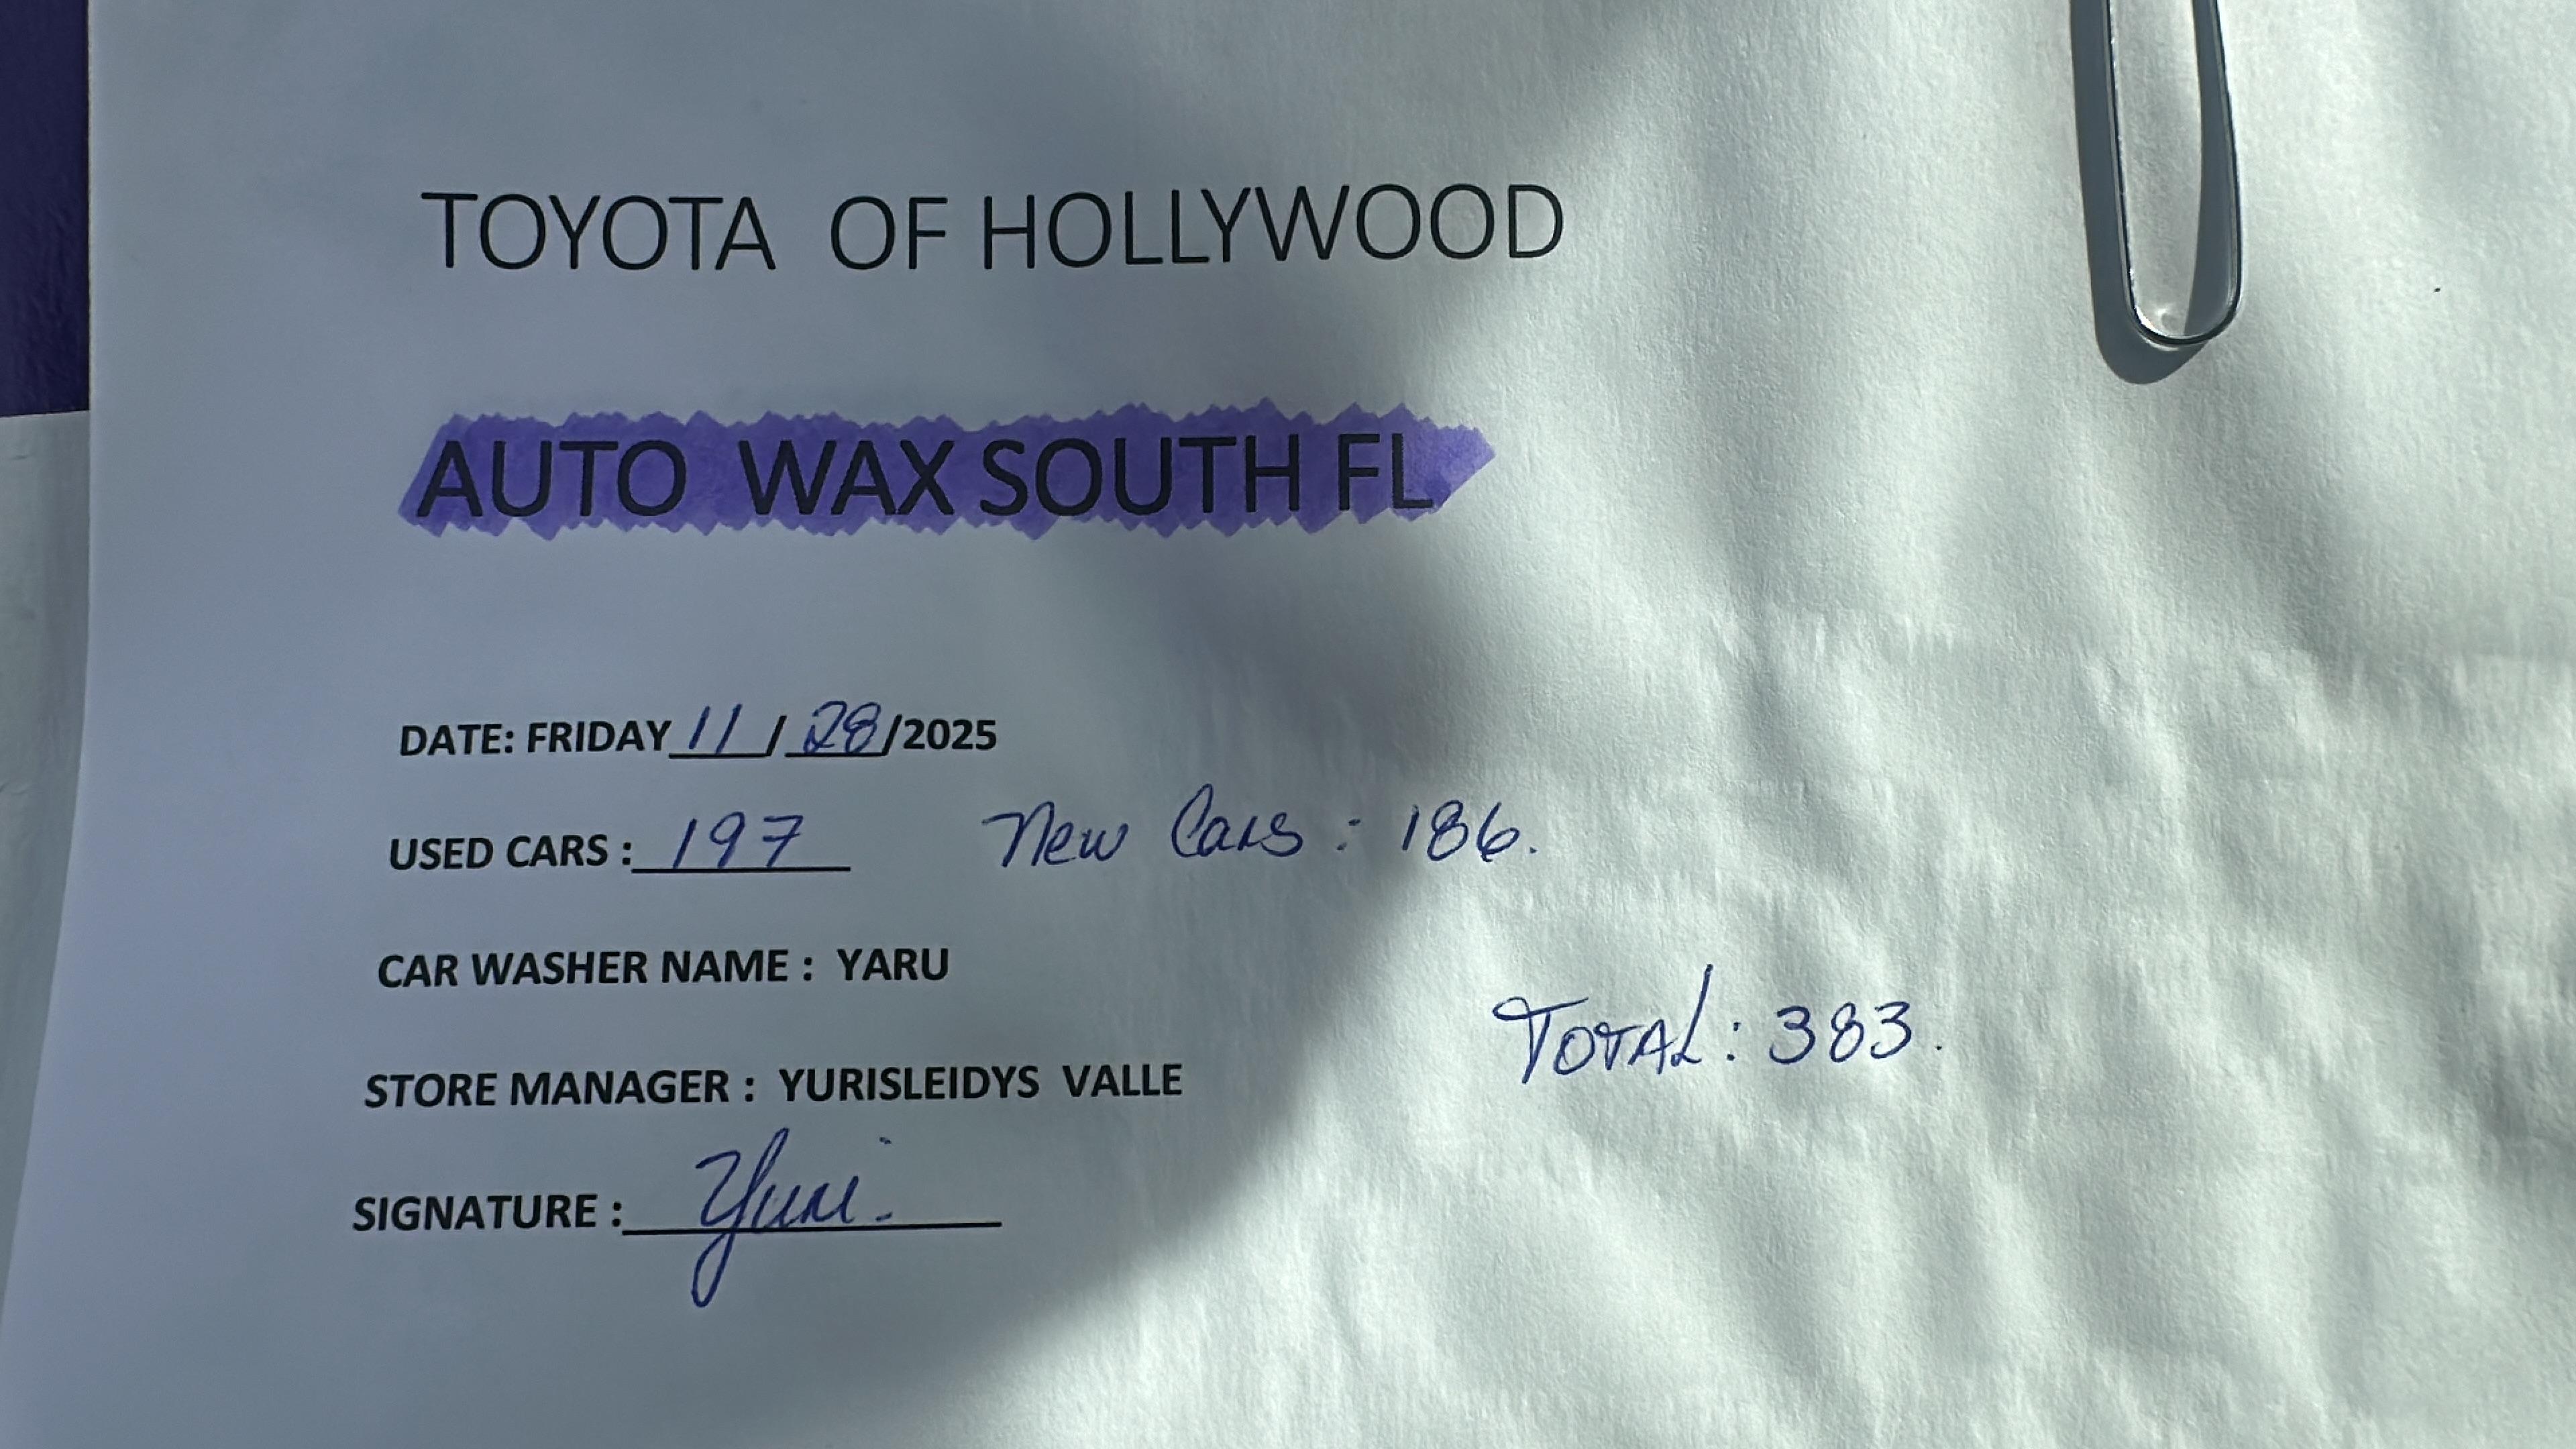 TOYOTA OF HOLLYWOOD
AUTO WAX SOUTH FL
DATE: FRIDAY 11 / 28/2025
USED CARS : 197 New Cars : 186.
CAR WASHER NAME : YARU
TOTAL : 383.
STORE MANAGER : YURISLEIDYS VALLE
SIGNATURE : Yuri.